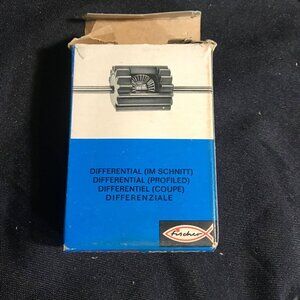 DIFFERENTIAL (IM SCHNITT)
DIFFERENTIAL (PROFILED)
DIFFERENTIEL (COUPE)
DIFFERENZIALE
fischer